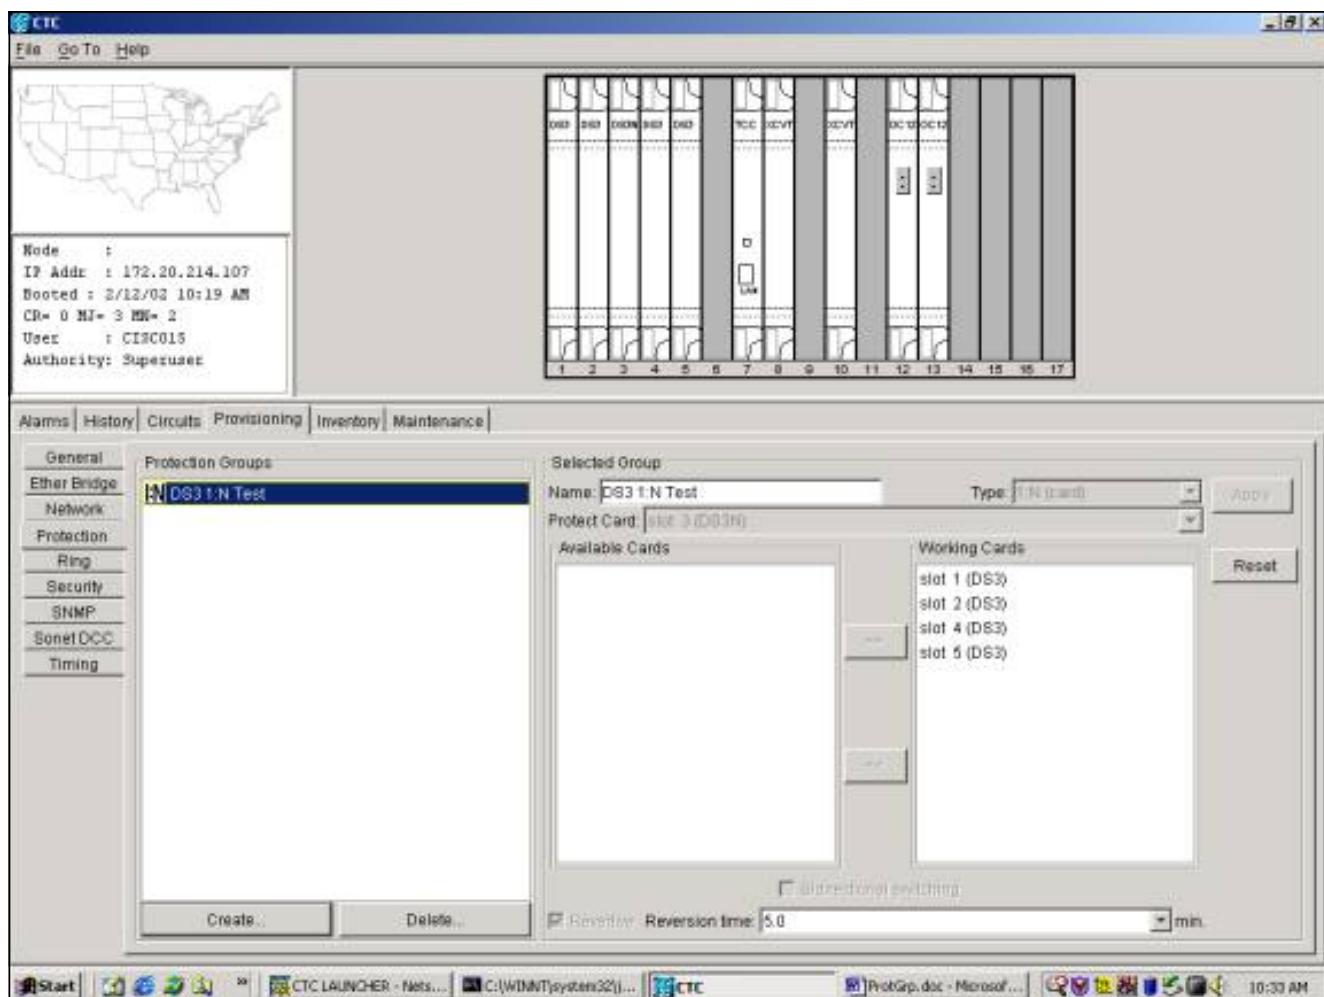 CTC
File Go To Help
DS3 DS3 DS3N DS3 DS3 TCC XCVT XCVT OC12 OC12
LAN
1 2 3 4 5 6 7 8 9 10 11 12 13 14 15 16 17
Node :
IP Addr : 172.20.214.107
Booted : 2/12/02 10:19 AM
CR= 0 MJ= 3 MN= 2
User : CISCO15
Authority: Superuser
Alarms History Circuits Provisioning Inventory Maintenance
General
Ether Bridge
Network
Protection
Ring
Security
SNMP
Sonet DCC
Timing
Protection Groups
1:N DS3 1:N Test
Create...
Delete...
Selected Group
Name: DS3 1:N Test
Type: 1:N (card)
Apply
Protect Card: slot 3 (DS3N)
Reset
Available Cards
Working Cards
slot 1 (DS3)
slot 2 (DS3)
slot 4 (DS3)
slot 5 (DS3)
Bidirectional switching
Revertive Reversion time: 5.0 min.
Start CTC LAUNCHER - Nets... C:\WINNT\system32\j... CTC ProtGrp.doc - Microsof... 10:33 AM